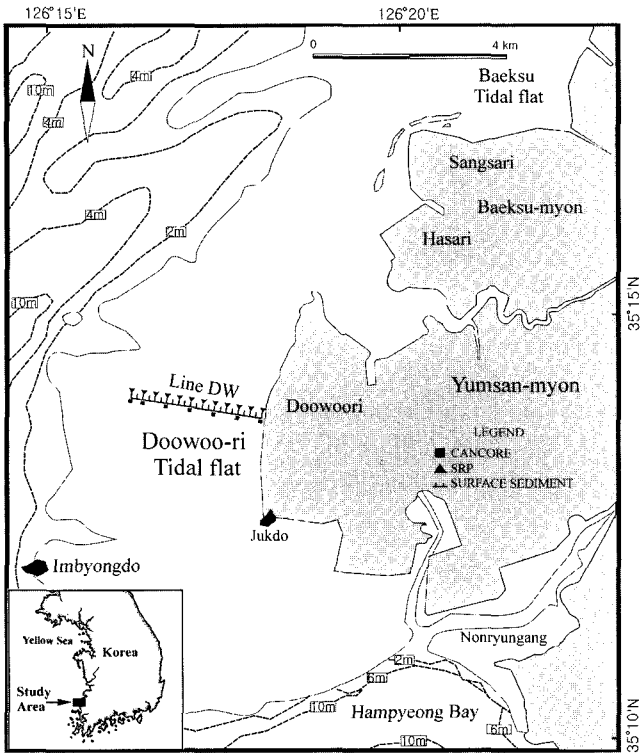 126°15'E
126°20'E
N
0
4 km
4m
10m
4m
Baeksu
Tidal flat
Sangsari
Baeksu-myon
4m
2m
Hasari
10m
35°15'N
Line DW
Doowoori
Yumsan-myon
Doowoo-ri
Tidal flat
LEGEND
CANCORE
SRP
SURFACE SEDIMENT
Jukdo
Imbyongdo
Yellow Sea
Korea
Study
Area
Nonryungang
2m
6m
10m
Hampyeong Bay
6m
10m
35°10'N